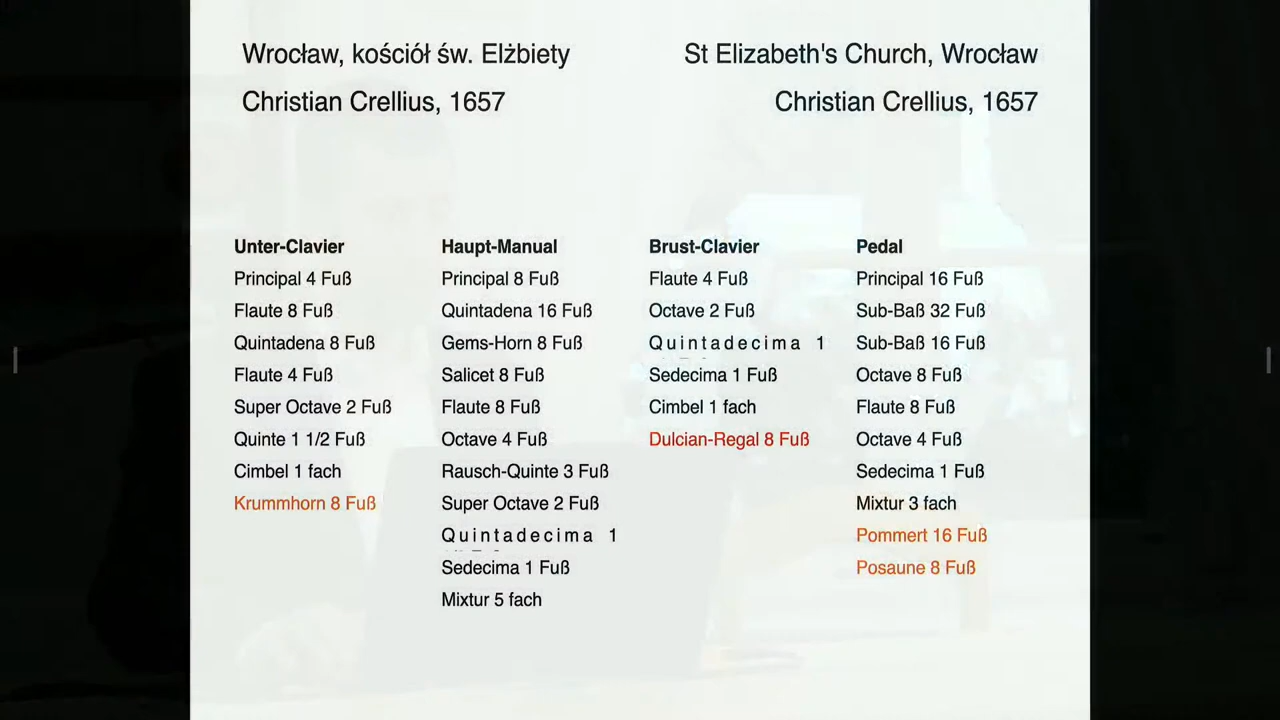 Wrocław, kościół św. Elżbiety
Christian Crellius, 1657
St Elizabeth's Church, Wrocław
Christian Crellius, 1657
Unter-Clavier
Principal 4 Fuß
Flaute 8 Fuß
Quintadena 8 Fuß
Flaute 4 Fuß
Super Octave 2 Fuß
Quinte 1 1/2 Fuß
Cimbel 1 fach
Krummhorn 8 Fuß
Haupt-Manual
Principal 8 Fuß
Quintadena 16 Fuß
Gems-Horn 8 Fuß
Salicet 8 Fuß
Flaute 8 Fuß
Octave 4 Fuß
Rausch-Quinte 3 Fuß
Super Octave 2 Fuß
Quintadecima 1
Sedecima 1 Fuß
Mixtur 5 fach
Brust-Clavier
Flaute 4 Fuß
Octave 2 Fuß
Quintadecima 1
Sedecima 1 Fuß
Cimbel 1 fach
Dulcian-Regal 8 Fuß
Pedal
Principal 16 Fuß
Sub-Baß 32 Fuß
Sub-Baß 16 Fuß
Octave 8 Fuß
Flaute 8 Fuß
Octave 4 Fuß
Sedecima 1 Fuß
Mixtur 3 fach
Pommert 16 Fuß
Posaune 8 Fuß